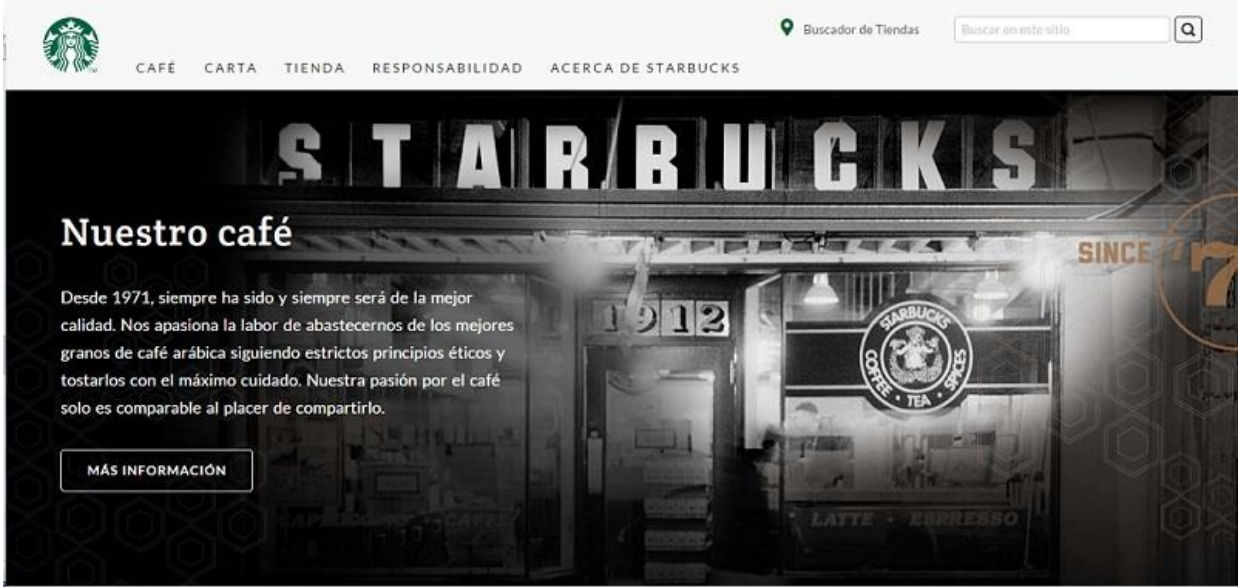 Buscador de Tiendas
Buscar en este sitio
CAFÉ CARTA TIENDA RESPONSABILIDAD ACERCA DE STARBUCKS
STARBUCKS
Nuestro café
SINCE '7
Desde 1971, siempre ha sido y siempre será de la mejor
calidad. Nos apasiona la labor de abastecernos de los mejores
granos de café arábica siguiendo estrictos principios éticos y
tostarlos con el máximo cuidado. Nuestra pasión por el café
solo es comparable al placer de compartirlo.
1912
STARBUCKS
COFFEE • TEA • SPICES
MÁS INFORMACIÓN
LATTE • ESPRESSO